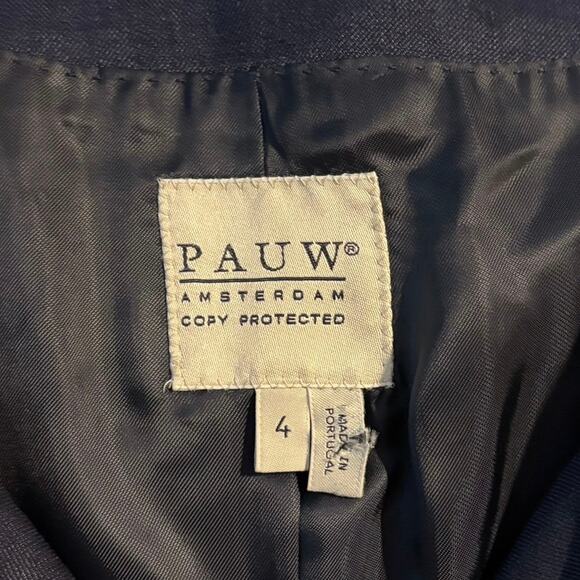 PAUW®
AMSTERDAM
COPY PROTECTED
4
MADE IN
PORTUGAL